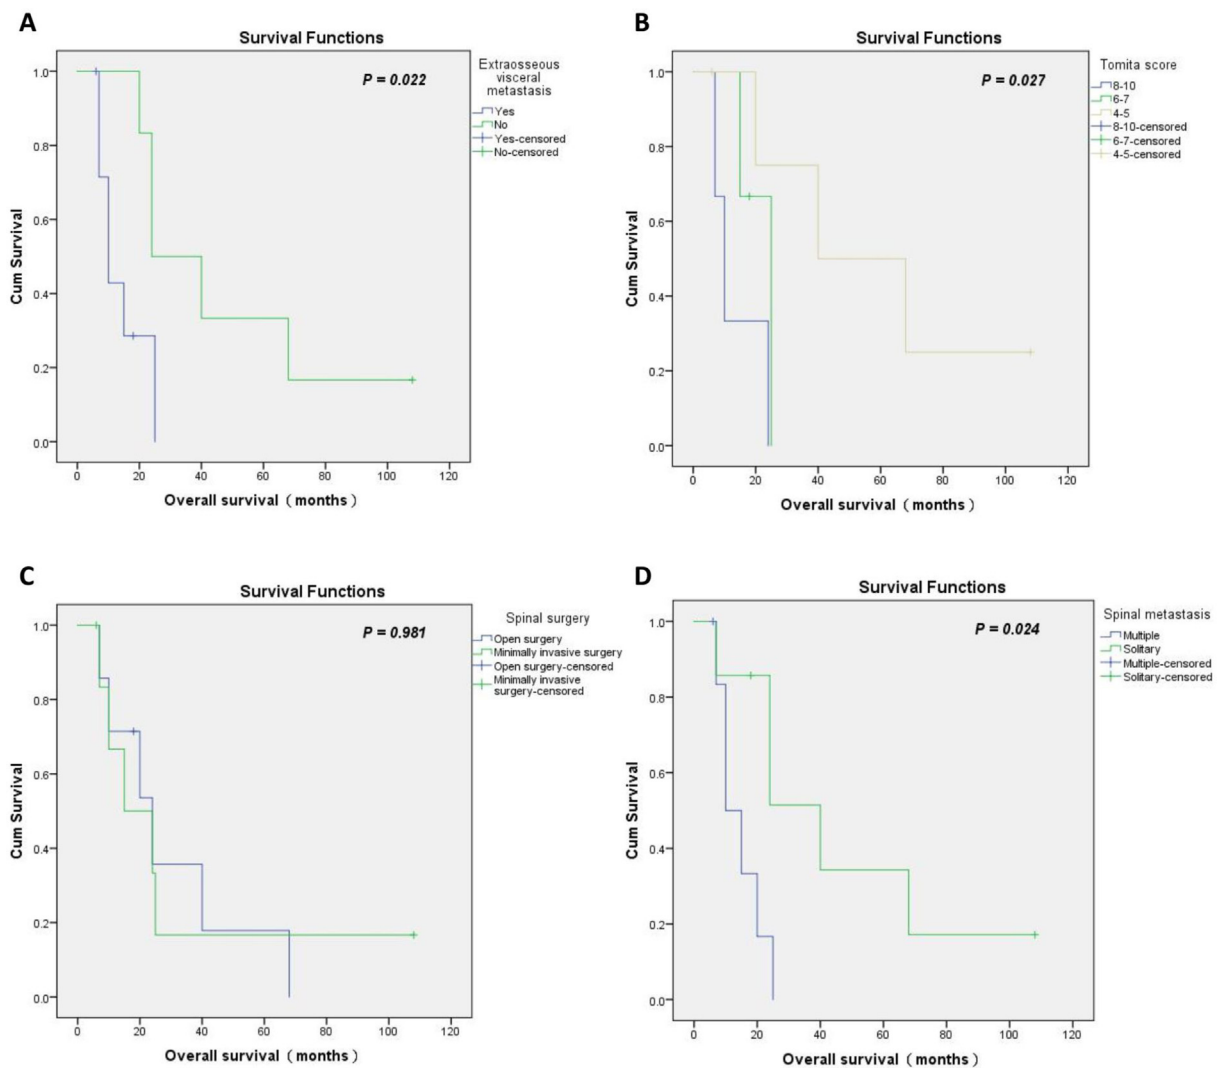 A
Survival Functions
P = 0.022
Extraosseous
visceral
metastasis
Yes
No
Yes-censored
No-censored
Cum Survival
1.0
0.8
0.6
0.4
0.2
0.0
0 20 40 60 80 100 120
Overall survival（months）
B
Survival Functions
P = 0.027
Tomita score
8-10
6-7
4-5
8-10-censored
6-7-censored
4-5-censored
Cum Survival
1.0
0.8
0.6
0.4
0.2
0.0
0 20 40 60 80 100 120
Overall survival（months）
C
Survival Functions
P = 0.981
Spinal surgery
Open surgery
Minimally invasive surgery
Open surgery-censored
Minimally invasive
surgery-censored
Cum Survival
1.0
0.8
0.6
0.4
0.2
0.0
0 20 40 60 80 100 120
Overall survival（months）
D
Survival Functions
P = 0.024
Spinal metastasis
Multiple
Solitary
Multiple-censored
Solitary-censored
Cum Survival
1.0
0.8
0.6
0.4
0.2
0.0
0 20 40 60 80 100 120
Overall survival（months）